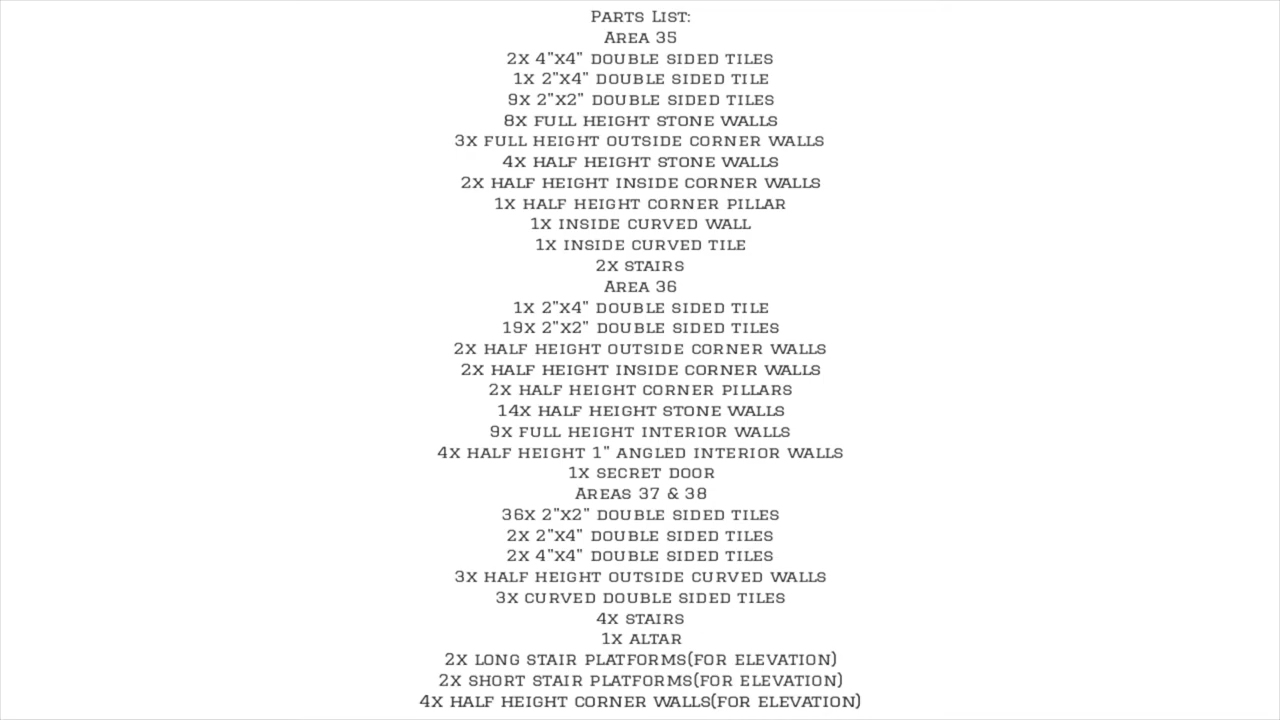 Parts List:
Area 35
2x 4"x4" double sided tiles
1x 2"x4" double sided tile
9x 2"x2" double sided tiles
8x full height stone walls
3x full height outside corner walls
4x half height stone walls
2x half height inside corner walls
1x half height corner pillar
1x inside curved wall
1x inside curved tile
2x stairs
Area 36
1x 2"x4" double sided tile
19x 2"x2" double sided tiles
2x half height outside corner walls
2x half height inside corner walls
2x half height corner pillars
14x half height stone walls
9x full height interior walls
4x half height 1" angled interior walls
1x secret door
Areas 37 & 38
36x 2"x2" double sided tiles
2x 2"x4" double sided tiles
2x 4"x4" double sided tiles
3x half height outside curved walls
3x curved double sided tiles
4x stairs
1x altar
2x long stair platforms(for elevation)
2x short stair platforms(for elevation)
4x half height corner walls(for elevation)